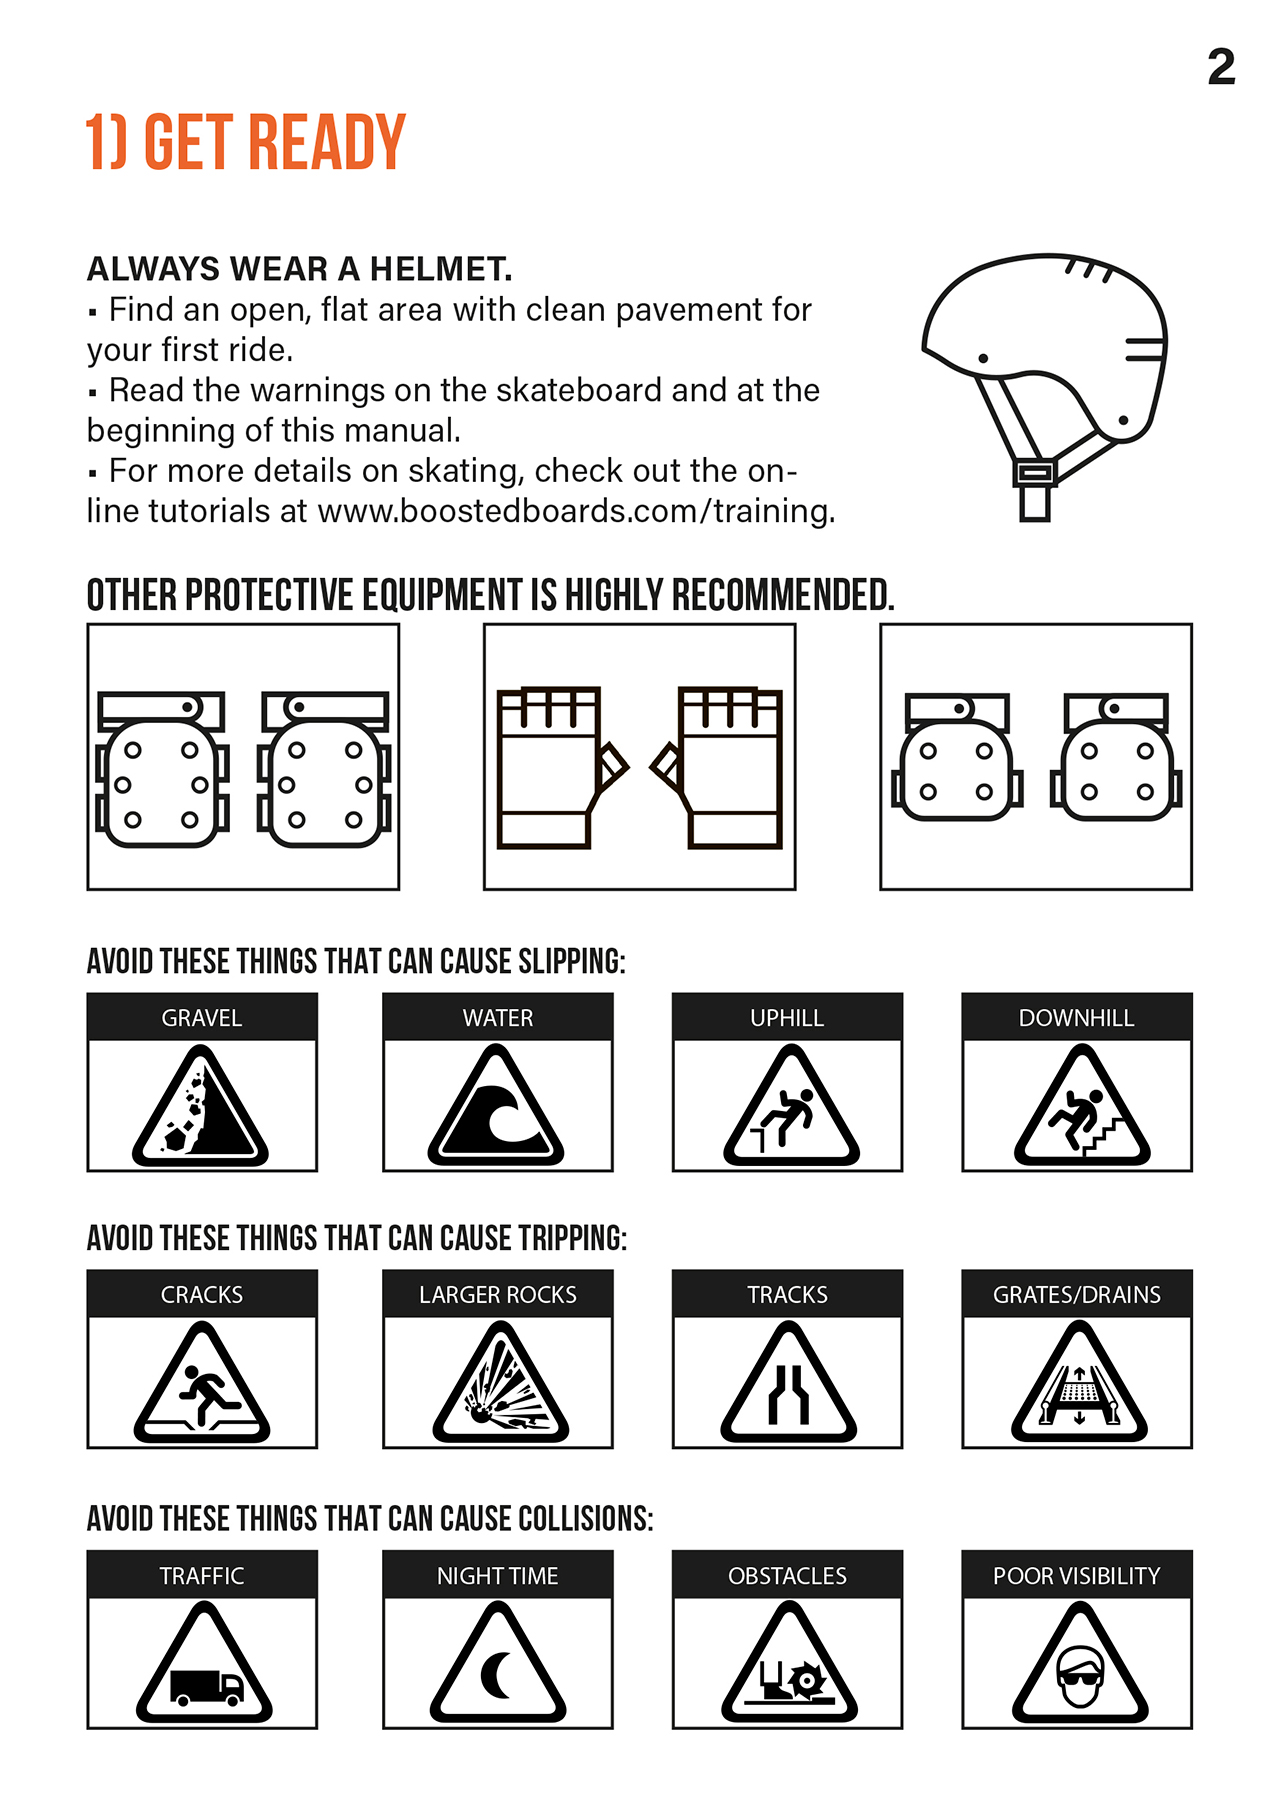 2
1) GET READY
ALWAYS WEAR A HELMET.
▪ Find an open, flat area with clean pavement for
your first ride.
▪ Read the warnings on the skateboard and at the
beginning of this manual.
▪ For more details on skating, check out the on-
line tutorials at www.boostedboards.com/training.
OTHER PROTECTIVE EQUIPMENT IS HIGHLY RECOMMENDED.
AVOID THESE THINGS THAT CAN CAUSE SLIPPING:
GRAVEL
WATER
UPHILL
DOWNHILL
AVOID THESE THINGS THAT CAN CAUSE TRIPPING:
CRACKS
LARGER ROCKS
TRACKS
GRATES/DRAINS
AVOID THESE THINGS THAT CAN CAUSE COLLISIONS:
TRAFFIC
NIGHT TIME
OBSTACLES
POOR VISIBILITY